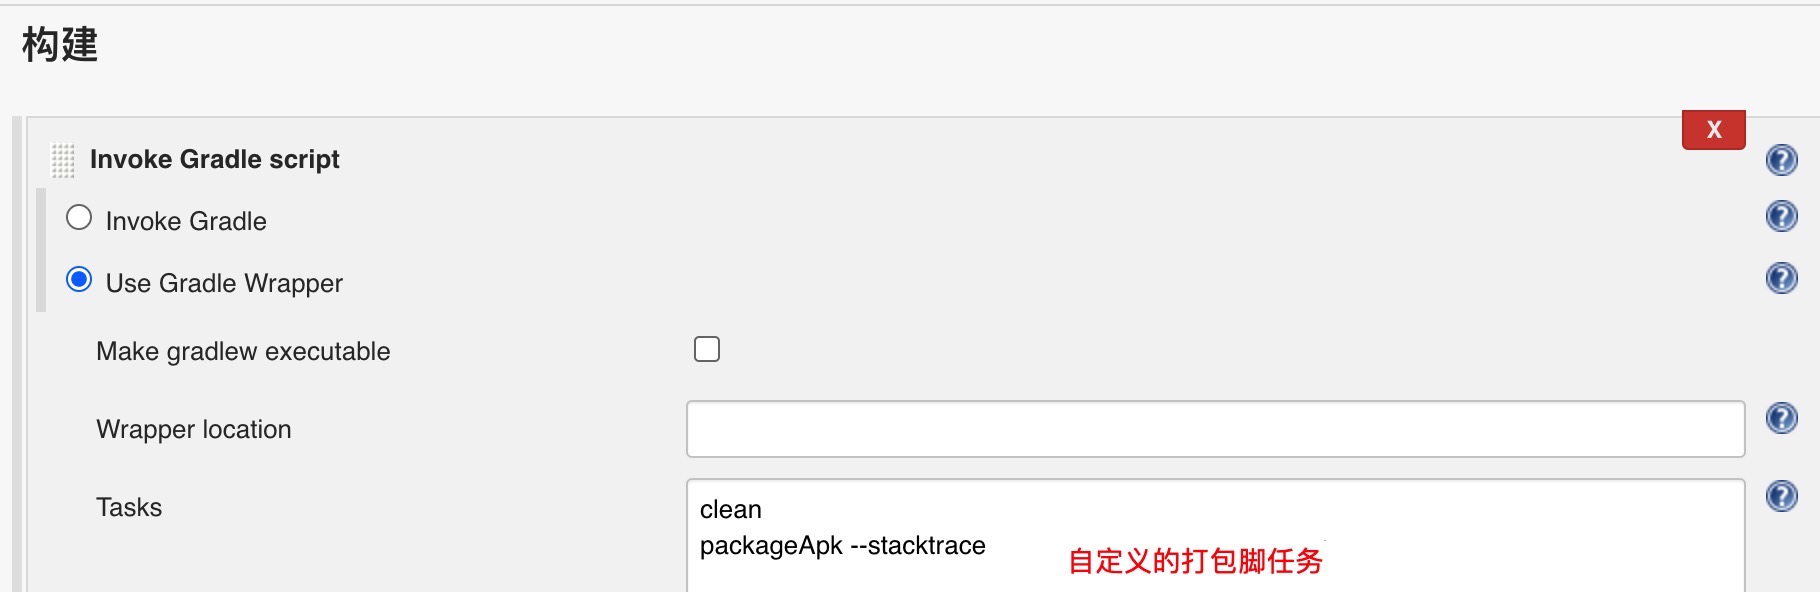 构建
X
Invoke Gradle script
Invoke Gradle
Use Gradle Wrapper
Make gradlew executable
Wrapper location
Tasks
clean
packageApk --stacktrace
自定义的打包脚任务